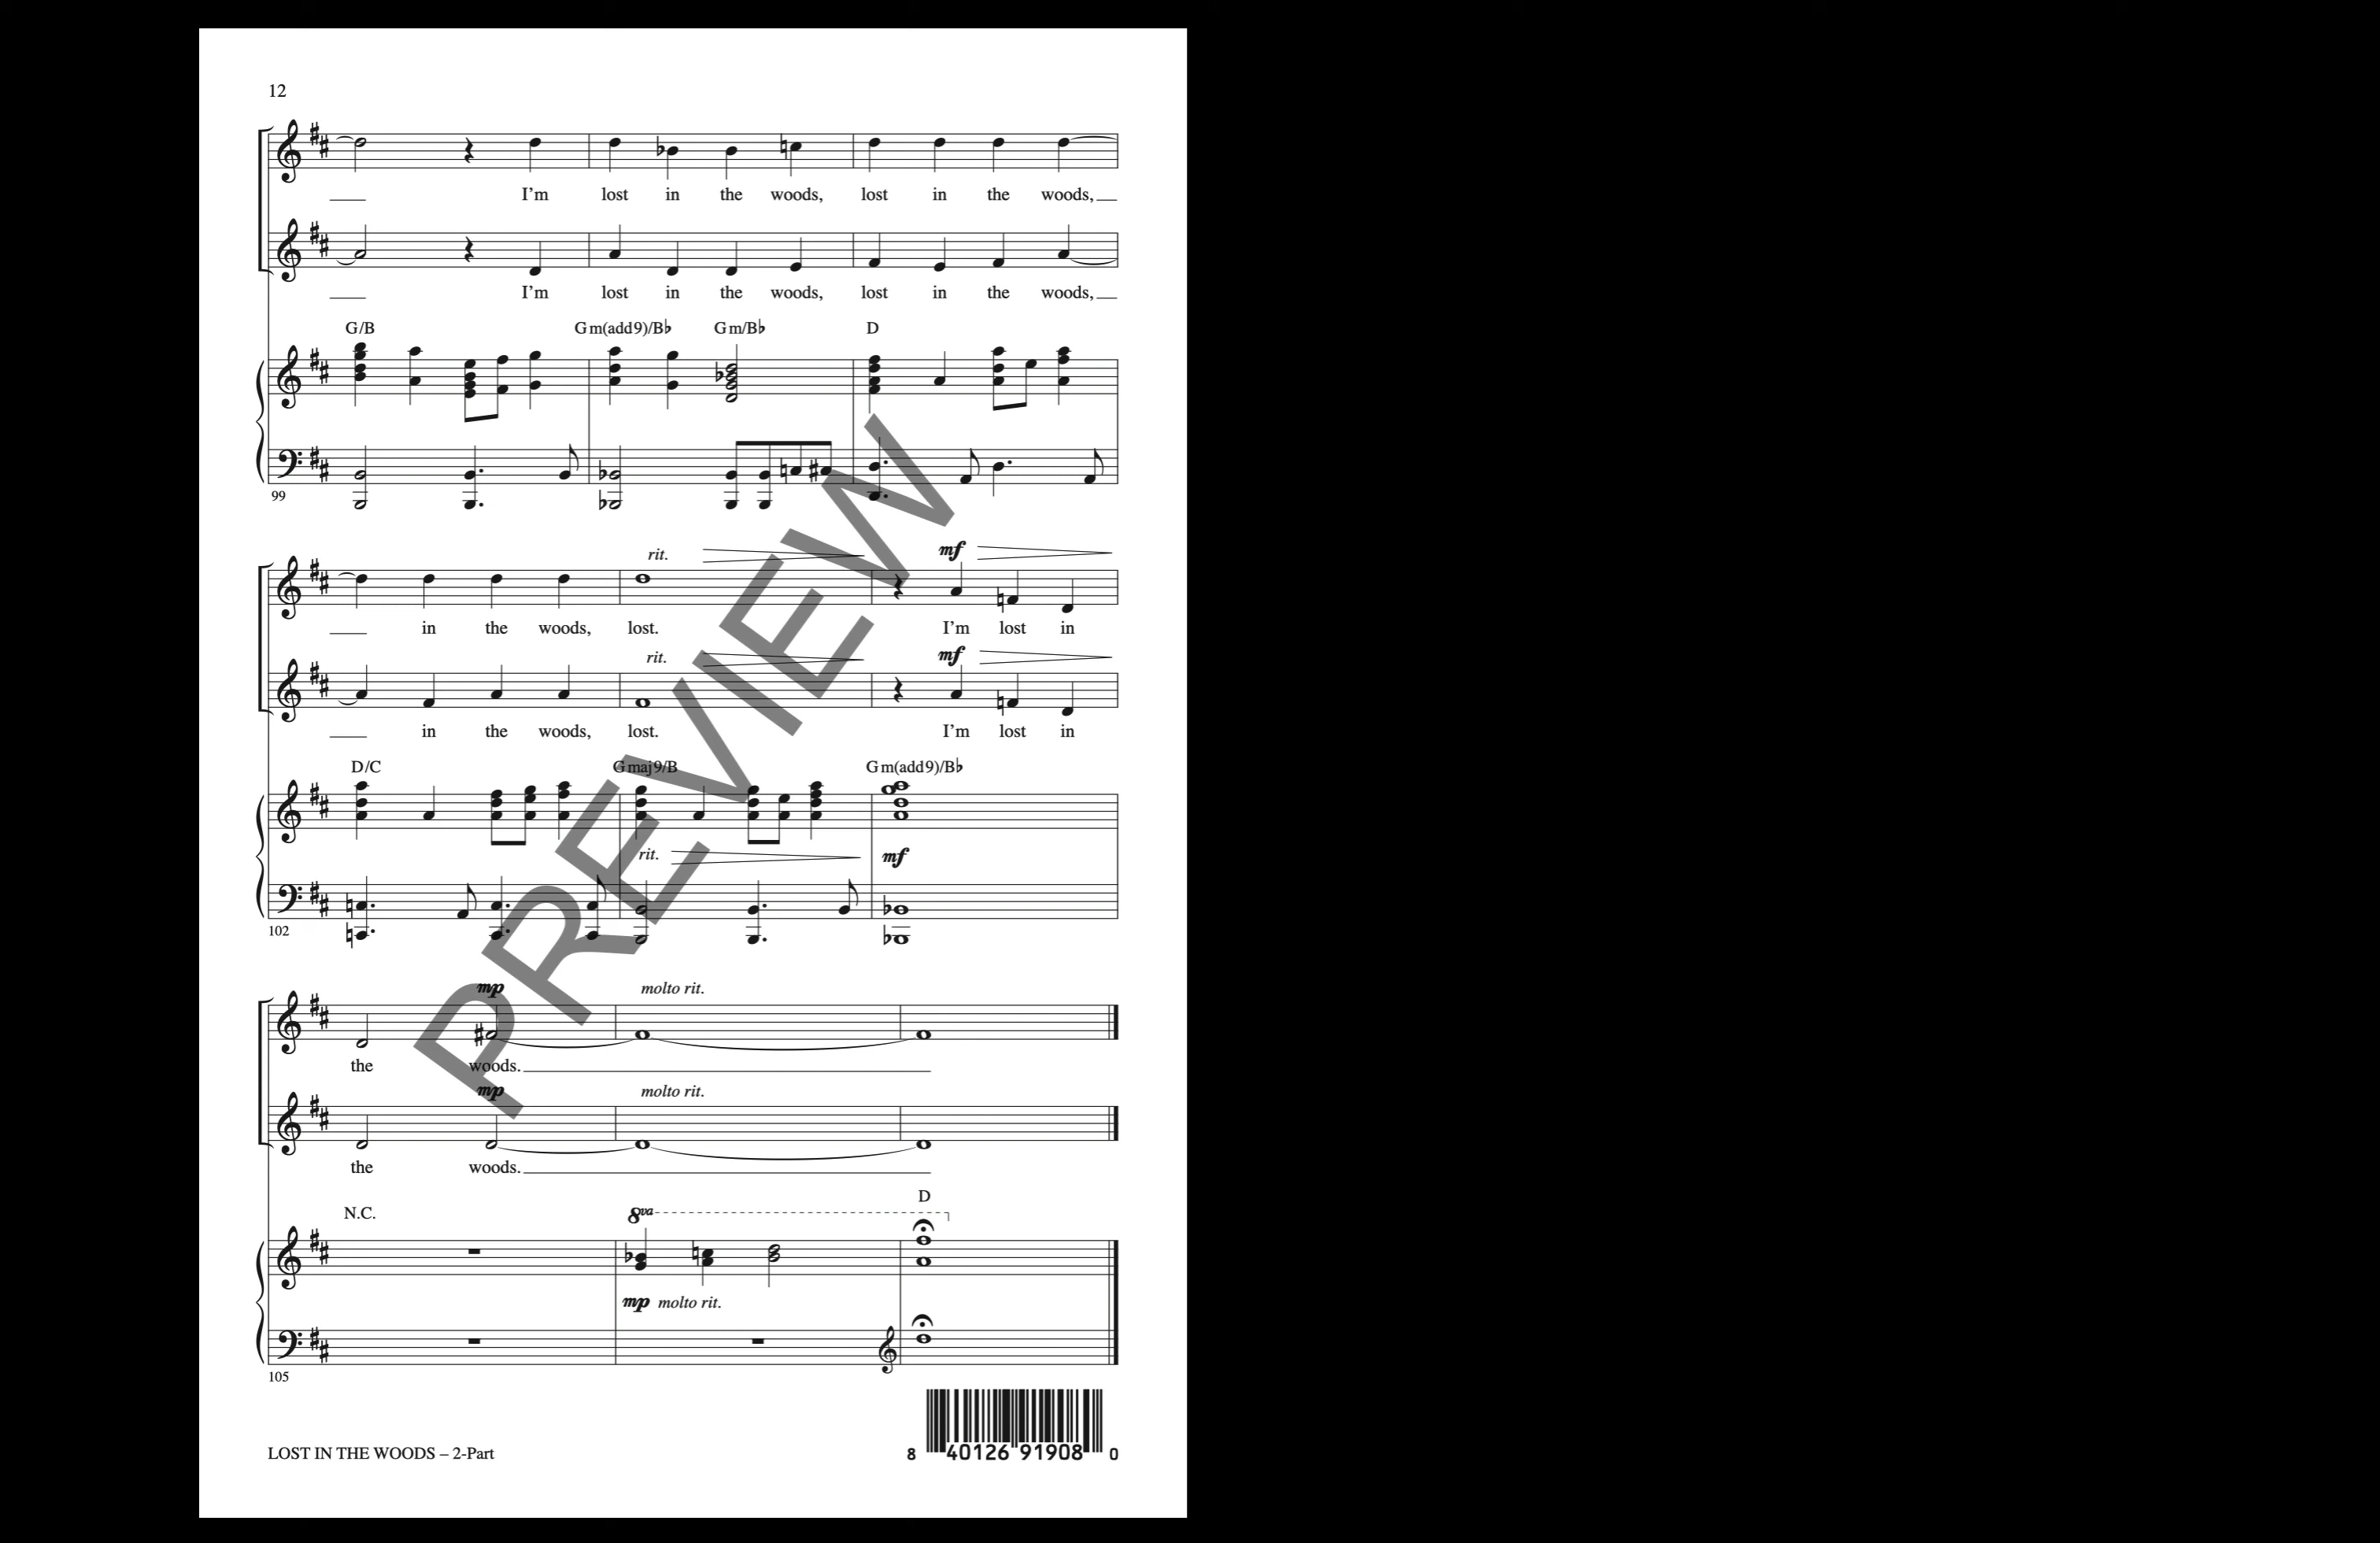 12
I'm lost in the woods, lost in the woods,
I'm lost in the woods, lost in the woods,
G/B Gm(add9)/B♭ Gm/B♭ D
99
rit. mf
in the woods, lost. I'm lost in
rit. mf
in the woods, lost. I'm lost in
D/C Gmaj9/B Gm(add9)/B♭
rit. mf
102
mp molto rit.
the woods.
mp molto rit.
the woods.
D
N.C. 8va
mp molto rit.
105
LOST IN THE WOODS – 2-Part
8 40126 91908 0
PREVIEW